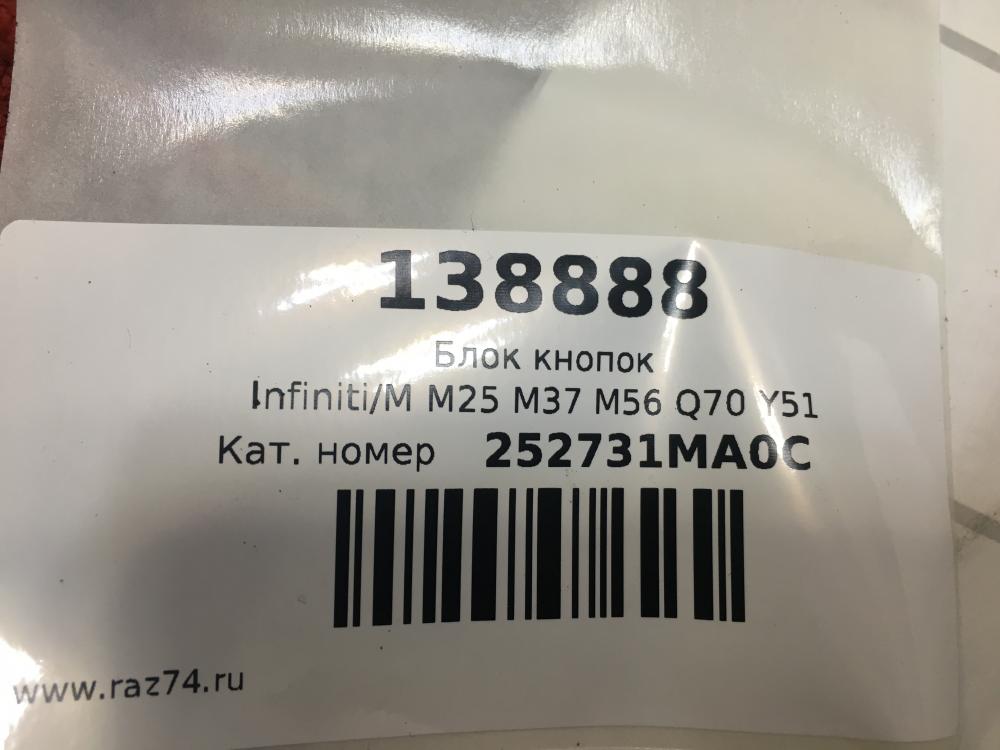 138888
Блок кнопок
Infiniti/M M25 M37 M56 Q70 Y51
Кат. номер 252731MA0C
www.raz74.ru